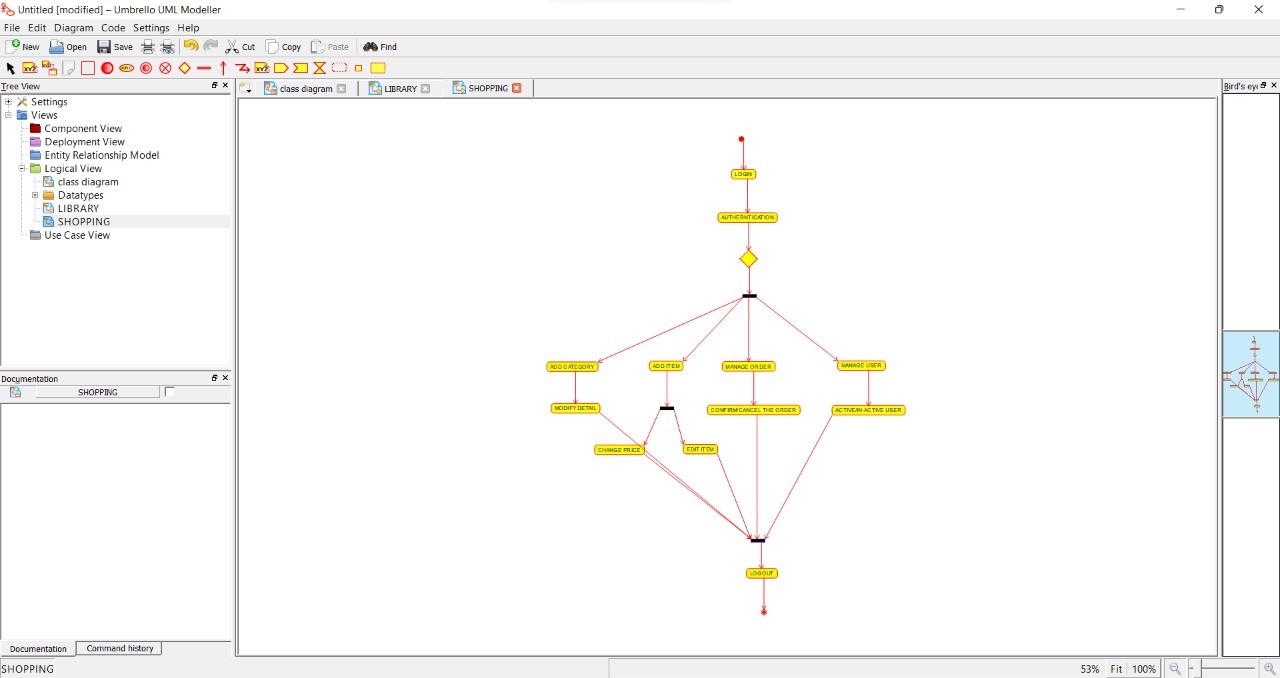 Untitled [modified] – Umbrello UML Modeller
File Edit Diagram Code Settings Help
New Open Save Cut Copy Paste Find
Tree View
class diagram LIBRARY SHOPPING
Bird's ey
Settings
Views
Component View
Deployment View
Entity Relationship Model
Logical View
class diagram
Datatypes
LIBRARY
SHOPPING
Use Case View
LOGIN
AUTHERNTICATION
ADD CATEGORY ADD ITEM MANAGE ORDER MANAGE USER
MODIFY DETAIL CONFIRM/CANCEL THE ORDER ACTIVE/IN-ACTIVE USER
CHANGE PRICE EDIT ITEM
LOGOUT
Documentation
SHOPPING
Documentation Command history
SHOPPING
53% Fit 100%